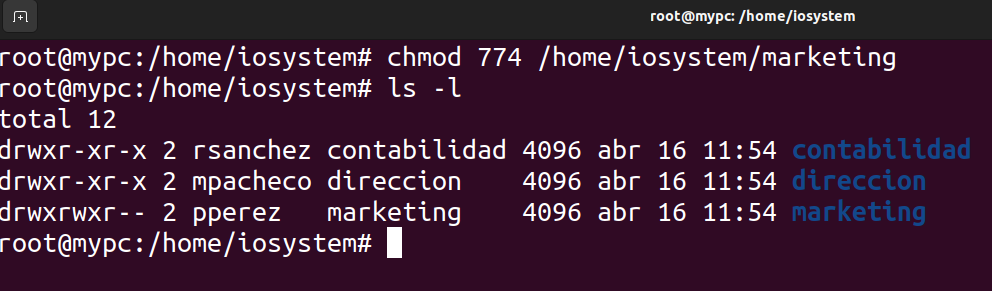 root@mypc: /home/iosystem
root@mypc:/home/iosystem# chmod 774 /home/iosystem/marketing
root@mypc:/home/iosystem# ls -l
total 12
drwxr-xr-x 2 rsanchez contabilidad 4096 abr 16 11:54 contabilidad
drwxr-xr-x 2 mpacheco direccion    4096 abr 16 11:54 direccion
drwxrwxr-- 2 pperez   marketing    4096 abr 16 11:54 marketing
root@mypc:/home/iosystem#